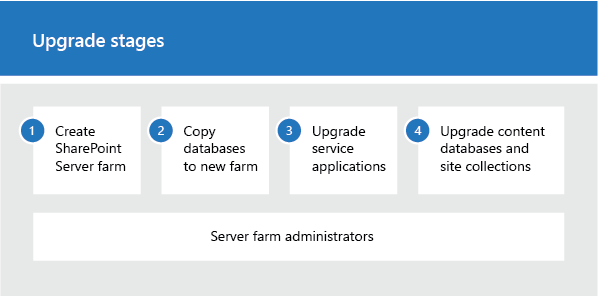 Upgrade stages
1
Create
SharePoint
Server farm
2
Copy
databases
to new farm
3
Upgrade
service
applications
4
Upgrade content
databases and
site collections
Server farm administrators